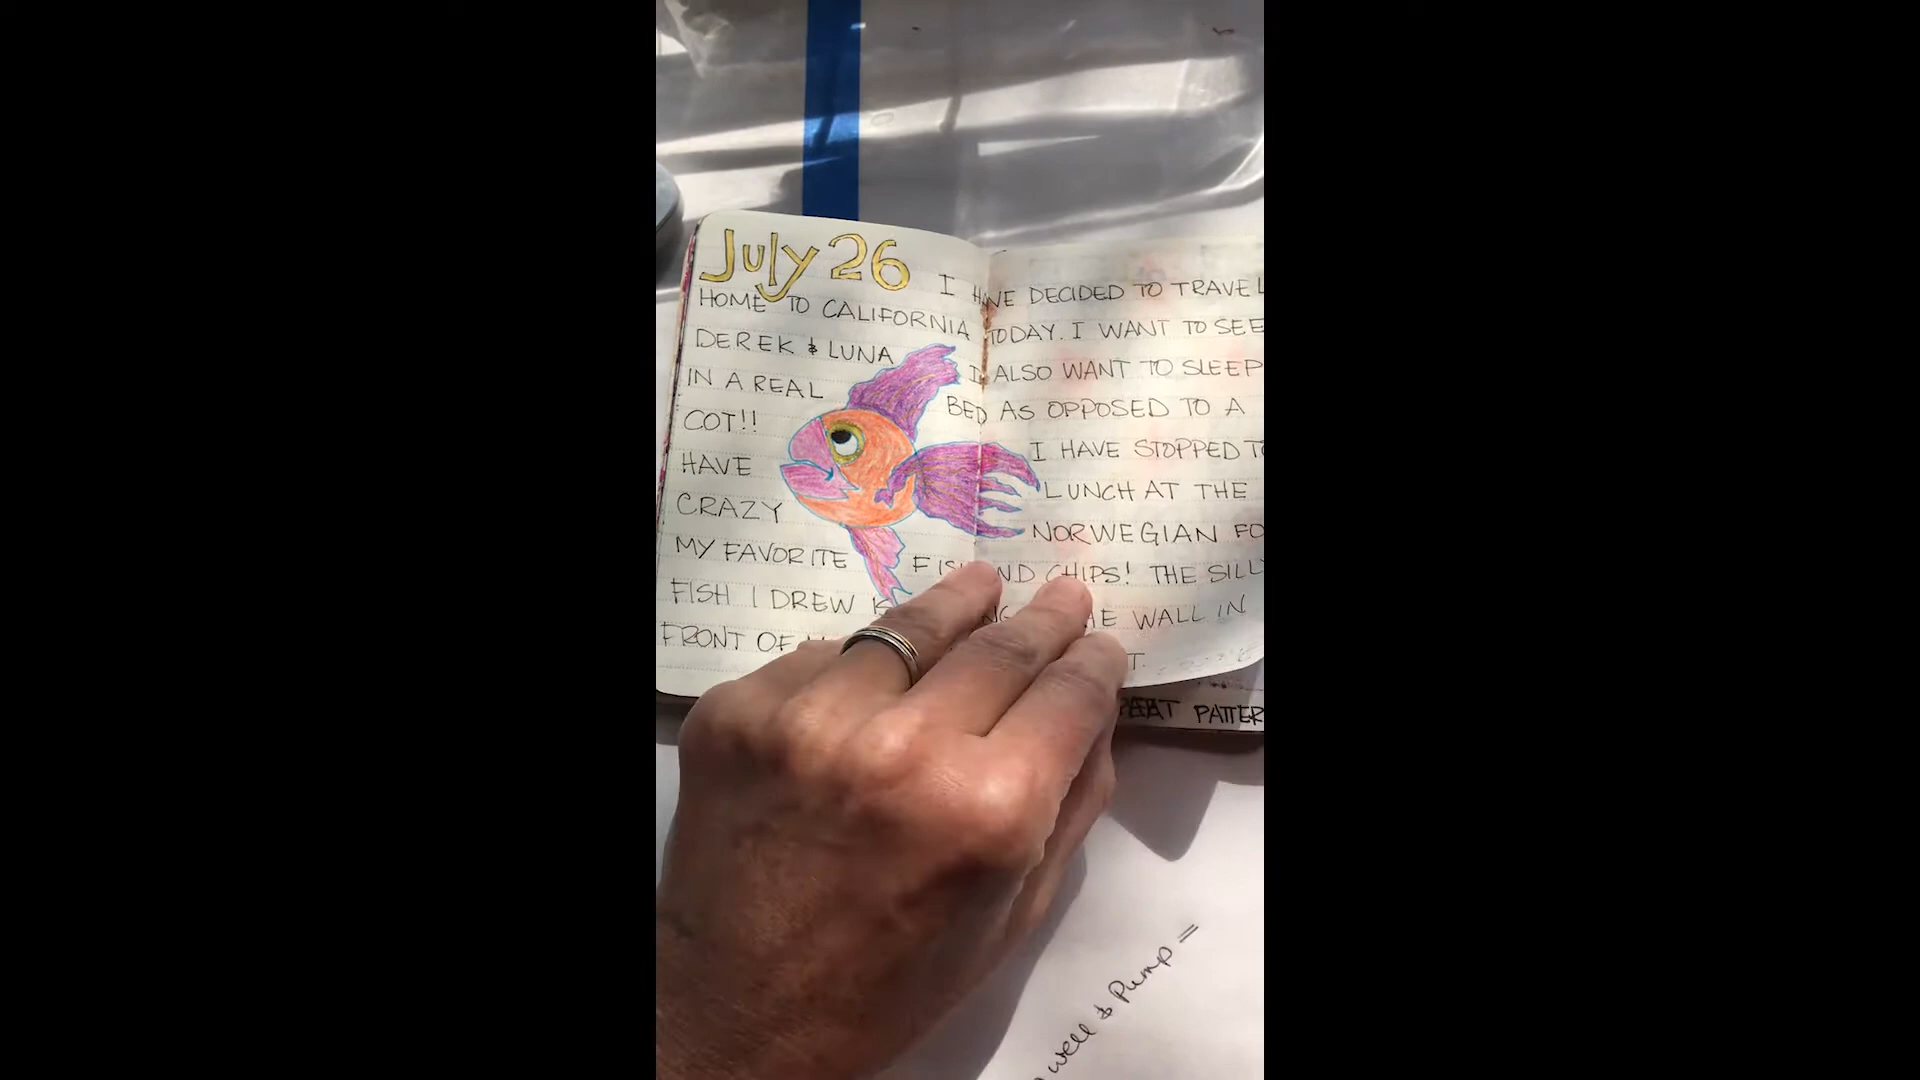 July 26
I HAVE DECIDED TO TRAVEL
HOME TO CALIFORNIA TODAY. I WANT TO SEE
DEREK & LUNA I ALSO WANT TO SLEEP
IN A REAL BED AS OPPOSED TO A
COT!! I HAVE STOPPED TO
HAVE LUNCH AT THE
CRAZY NORWEGIAN FO
MY FAVORITE FISH AND CHIPS! THE SILLY
FISH I DREW IS THE WALL IN
FRONT OF
PATTER
well & Pump =